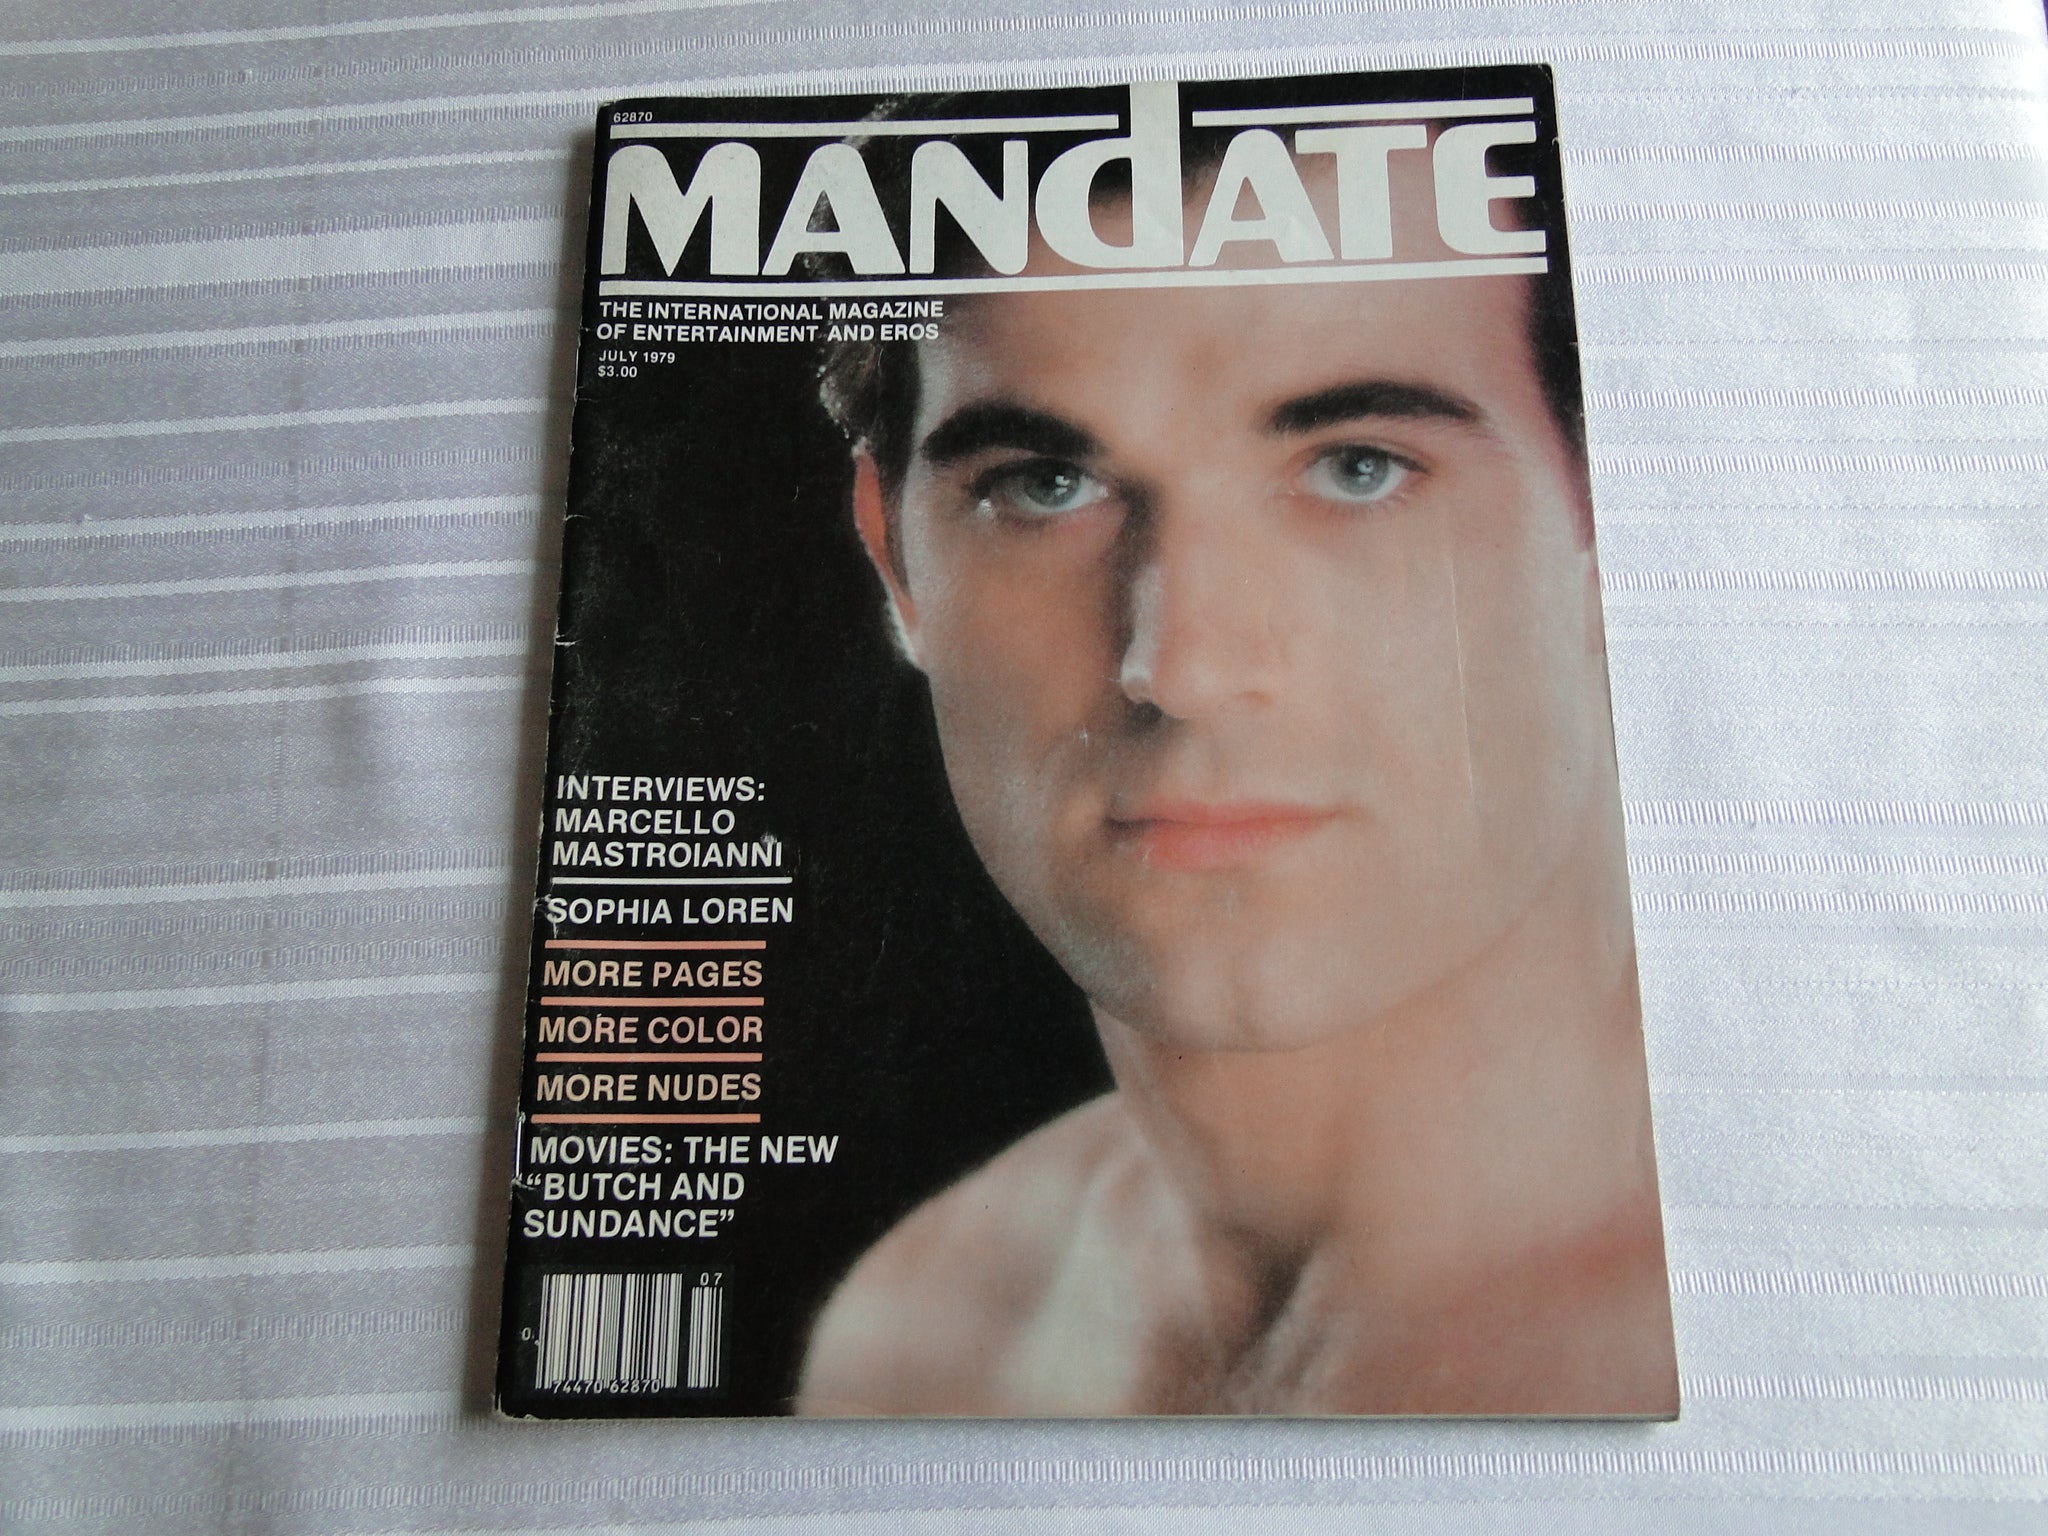 62870
MANdATE
THE INTERNATIONAL MAGAZINE
OF ENTERTAINMENT AND EROS
JULY 1979
$3.00
INTERVIEWS:
MARCELLO
MASTROIANNI
SOPHIA LOREN
MORE PAGES
MORE COLOR
MORE NUDES
MOVIES: THE NEW
“BUTCH AND
SUNDANCE”
07
0
74470 62870